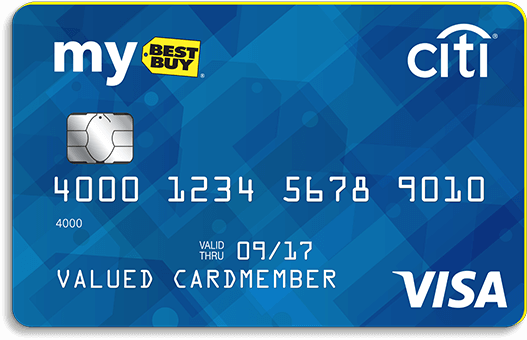 my BEST BUY® citi®
4000 1234 5678 9010
4000
VALID THRU 09/17
VALUED CARDMEMBER
VISA